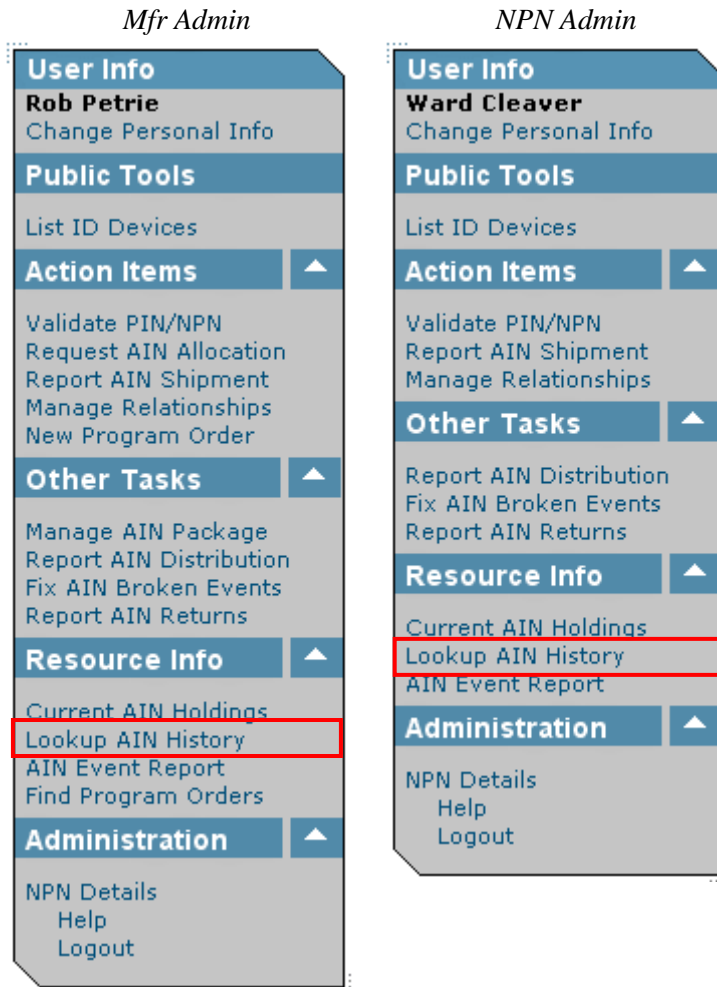 Mfr Admin
User Info
Rob Petrie
Change Personal Info
Public Tools
List ID Devices
Action Items
Validate PIN/NPN
Request AIN Allocation
Report AIN Shipment
Manage Relationships
New Program Order
Other Tasks
Manage AIN Package
Report AIN Distribution
Fix AIN Broken Events
Report AIN Returns
Resource Info
Current AIN Holdings
Lookup AIN History
AIN Event Report
Find Program Orders
Administration
NPN Details
Help
Logout
NPN Admin
User Info
Ward Cleaver
Change Personal Info
Public Tools
List ID Devices
Action Items
Validate PIN/NPN
Report AIN Shipment
Manage Relationships
Other Tasks
Report AIN Distribution
Fix AIN Broken Events
Report AIN Returns
Resource Info
Current AIN Holdings
Lookup AIN History
AIN Event Report
Administration
NPN Details
Help
Logout